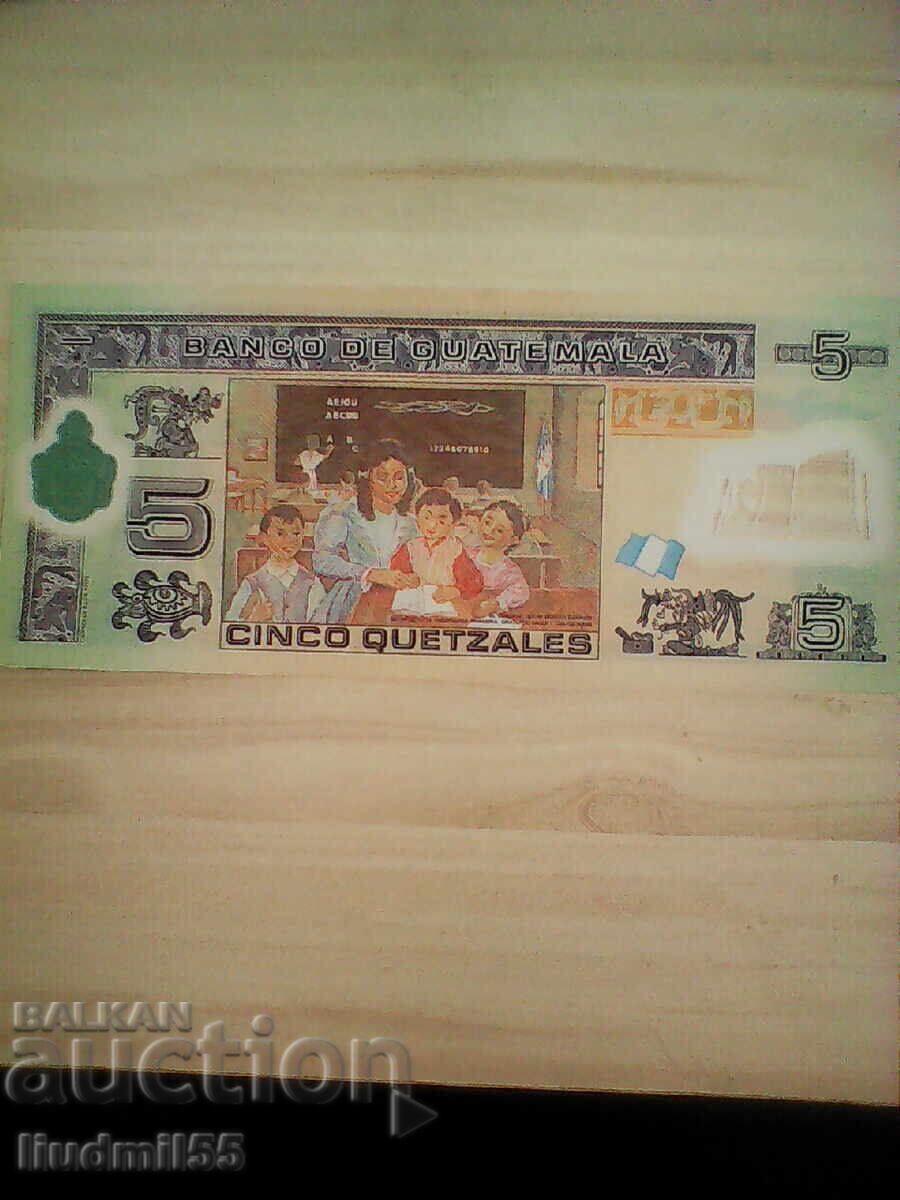 BANCO DE GUATEMALA
5
AEIOU
ABCDE
A B
C
12345678910
5
CINCO QUETZALES
5
BALKAN
auction
liudmil55